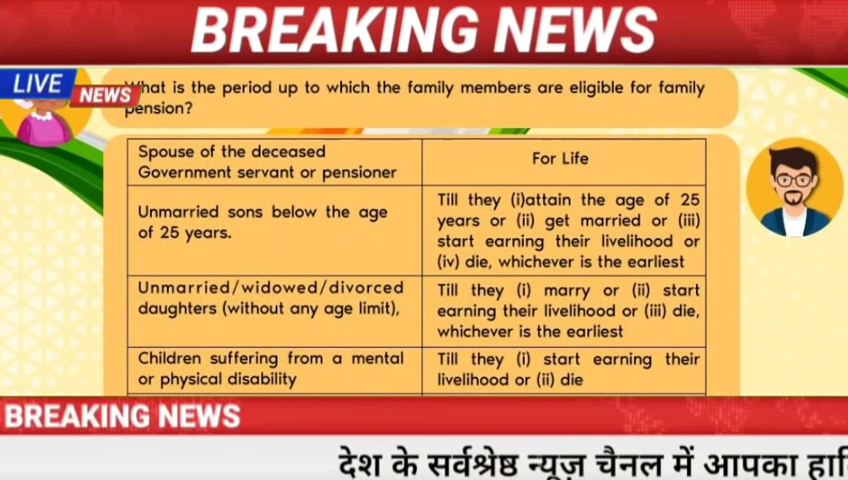 BREAKING NEWS
LIVE
NEWS
What is the period up to which the family members are eligible for family
pension?
Spouse of the deceased
Government servant or pensioner
For Life
Unmarried sons below the age
of 25 years.
Till they (i)attain the age of 25
years or (ii) get married or (iii)
start earning their livelihood or
(iv) die, whichever is the earliest
Unmarried/widowed/divorced
daughters (without any age limit),
Till they (i) marry or (ii) start
earning their livelihood or (iii) die,
whichever is the earliest
Children suffering from a mental
or physical disability
Till they (i) start earning their
livelihood or (ii) die
BREAKING NEWS
देश के सर्वश्रेष्ठ न्यूज़ चैनल में आपका